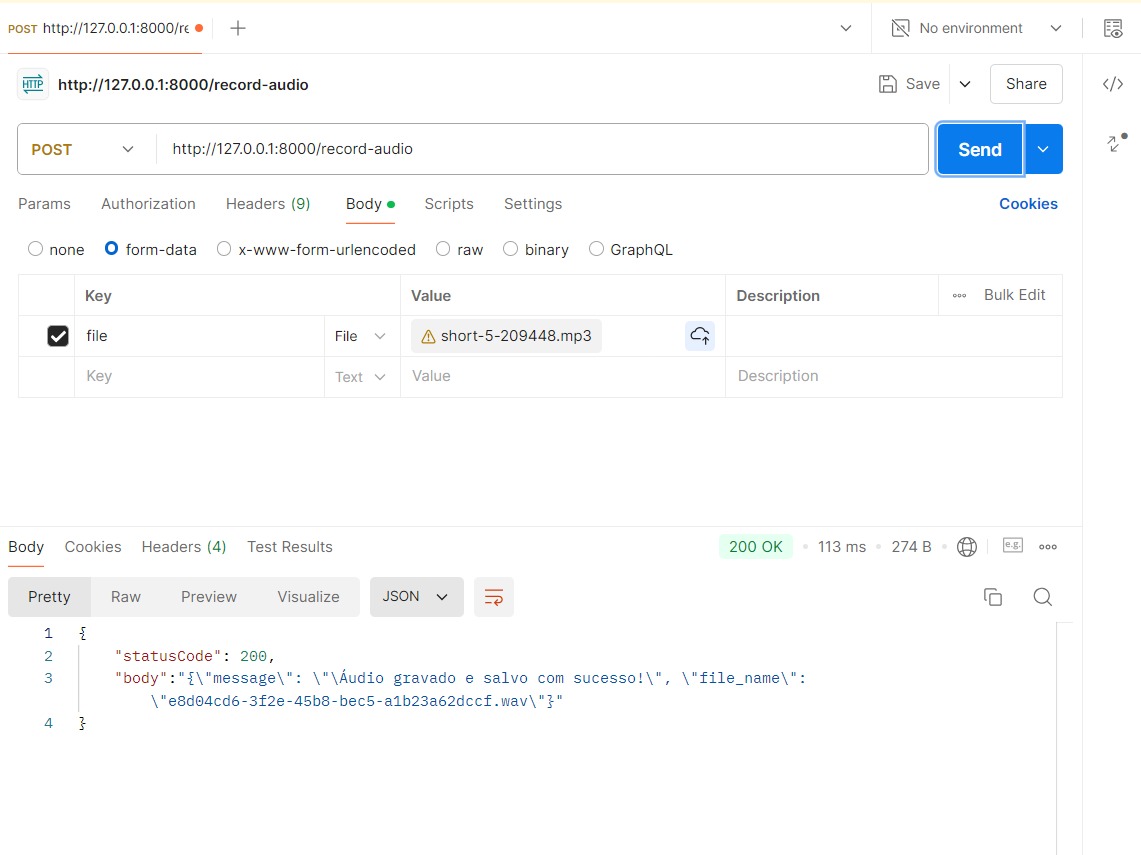 POST http://127.0.0.1:8000/re
No environment
HTTP http://127.0.0.1:8000/record-audio
Save
Share
POST
http://127.0.0.1:8000/record-audio
Send
Params Authorization Headers (9) Body Scripts Settings
Cookies
none form-data x-www-form-urlencoded raw binary GraphQL
Key Value Description Bulk Edit
file File short-5-209448.mp3
Key Text Value Description
Body Cookies Headers (4) Test Results
200 OK 113 ms 274 B e.g.
Pretty Raw Preview Visualize JSON
1 {
2 "statusCode": 200,
3 "body":"{\"message\": \"\Áudio gravado e salvo com sucesso!\", \"file_name\":
\"e8d04cd6-3f2e-45b8-bec5-a1b23a62dccf.wav\"}"
4 }